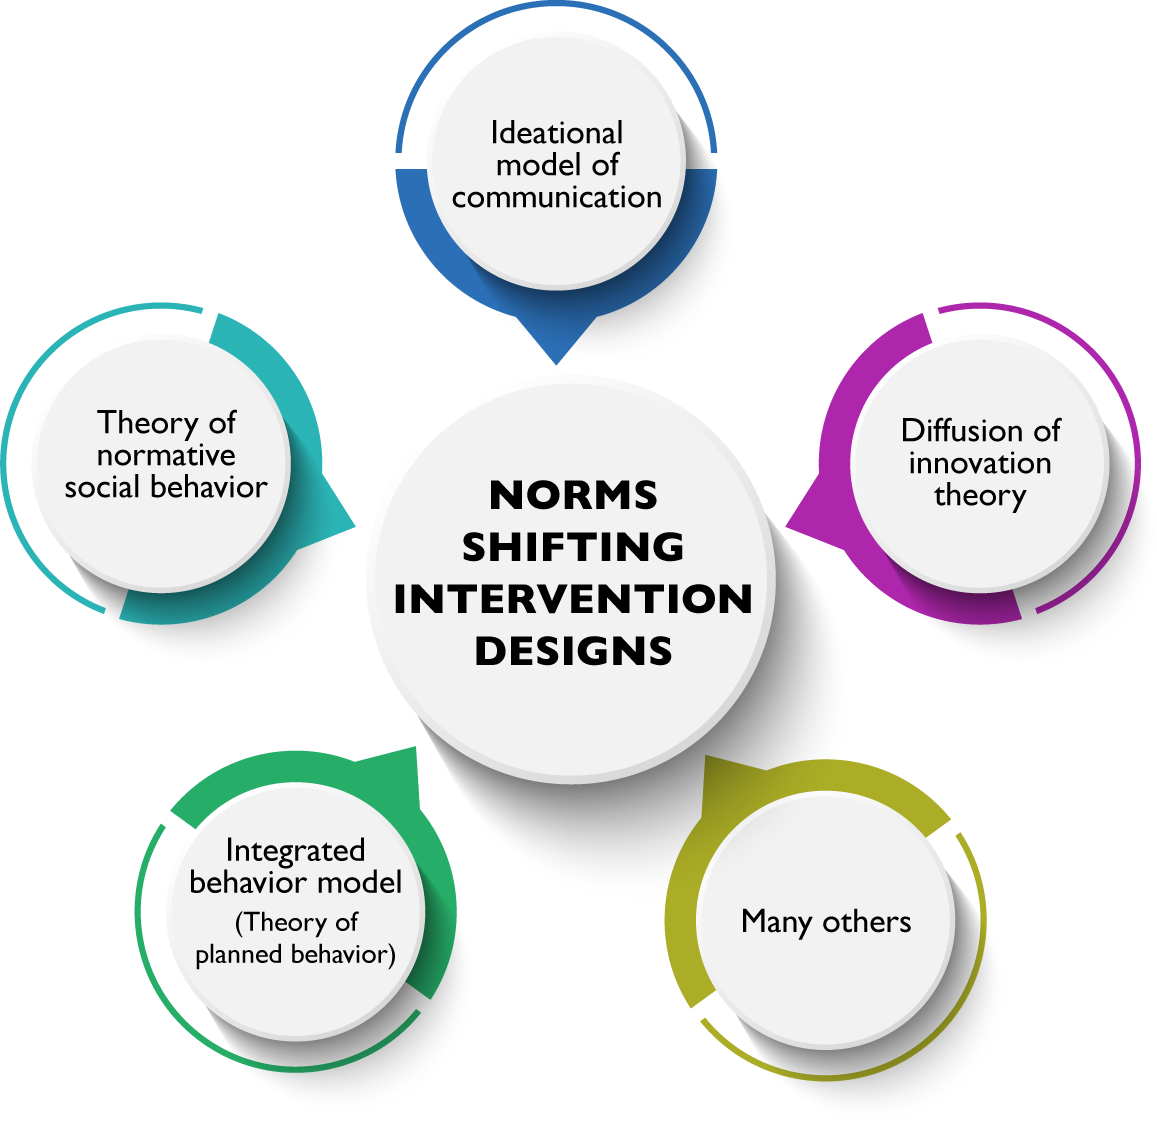 Ideational
model of
communication
Theory of
normative
social behavior
Diffusion of
innovation
theory
NORMS
SHIFTING
INTERVENTION
DESIGNS
Integrated
behavior model
(Theory of
planned behavior)
Many others